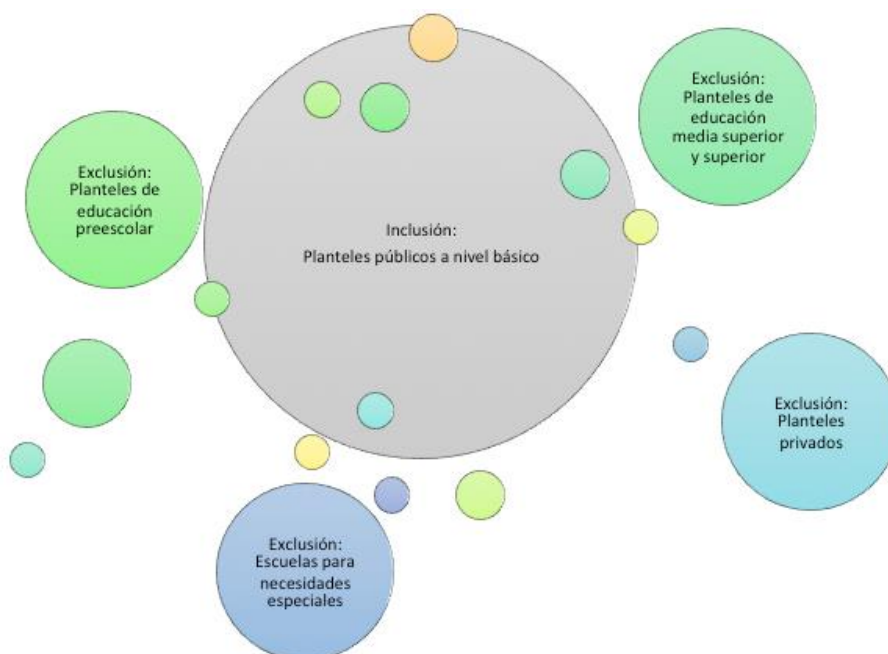 Exclusión:
Planteles de
educación
media superior
y superior
Exclusión:
Planteles de
educación
preescolar
Inclusión:
Planteles públicos a nivel básico
Exclusión:
Planteles
privados
Exclusión:
Escuelas para
necesidades
especiales